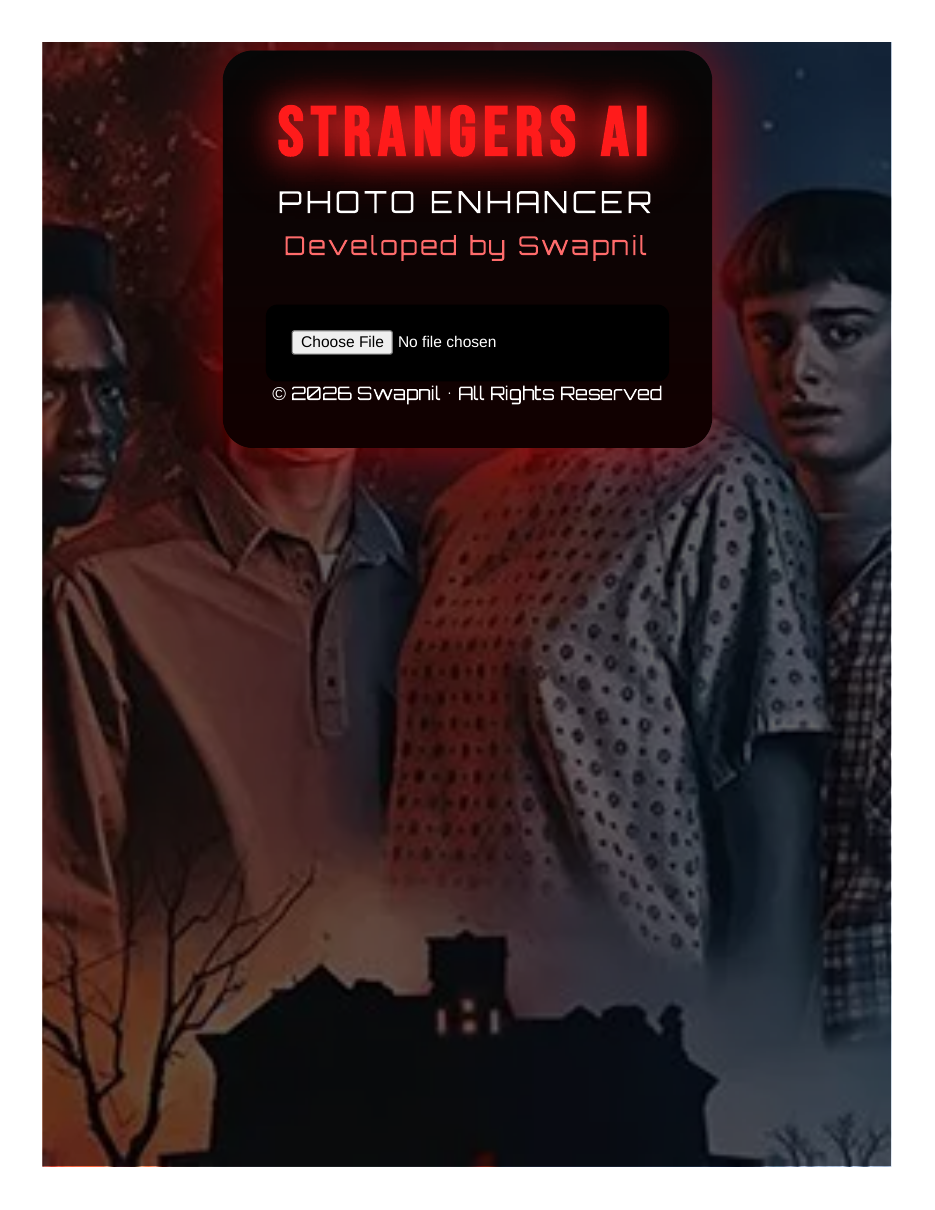 STRANGERS AI
PHOTO ENHANCER
Developed by Swapnil
Choose File No file chosen
© 2026 Swapnil · All Rights Reserved